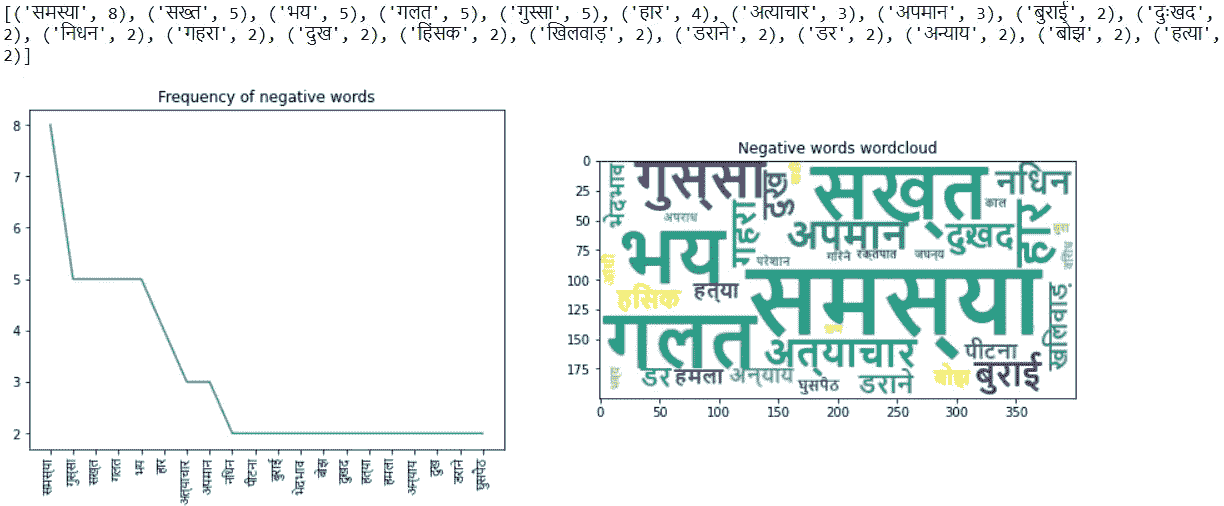 [('समस्या', 8), ('सख्त', 5), ('भय', 5), ('गलत', 5), ('गुस्सा', 5), ('हार', 4), ('अत्याचार', 3), ('अपमान', 3), ('बुराई', 2), ('दुःखद',
2), ('निधन', 2), ('गहरा', 2), ('दुख', 2), ('हिंसक', 2), ('खिलवाड़', 2), ('डराने', 2), ('डर', 2), ('अन्याय', 2), ('बोझ', 2), ('हत्या',
2)]
Frequency of negative words
8
7
6
5
4
3
2
समस्या
गुस्सा
सख्त
गलत
भय
हार
अत्याचार
अपमान
नधिन
पीटना
बुराई
भेदभाव
बोझ
दुखद
हत्या
हमला
अन्याय
दुख
डराने
घुसपैठ
Negative words wordcloud
0
25
50
75
100
125
150
175
0
50
100
150
200
250
300
350
भेदभाव
गुस्सा
दुख
सख्त
नधिन
काल
अपराध
गहरा
अपमान
दुखद
हार
भय
परेशान
रक्तपात
जघन्य
हसिक
हत्या
समस्या
खलिवाड़
गलत
अत्याचार
पीटना
डर
हमला
अन्याय
घुसपैठ
डराने
बोझ
बुराई